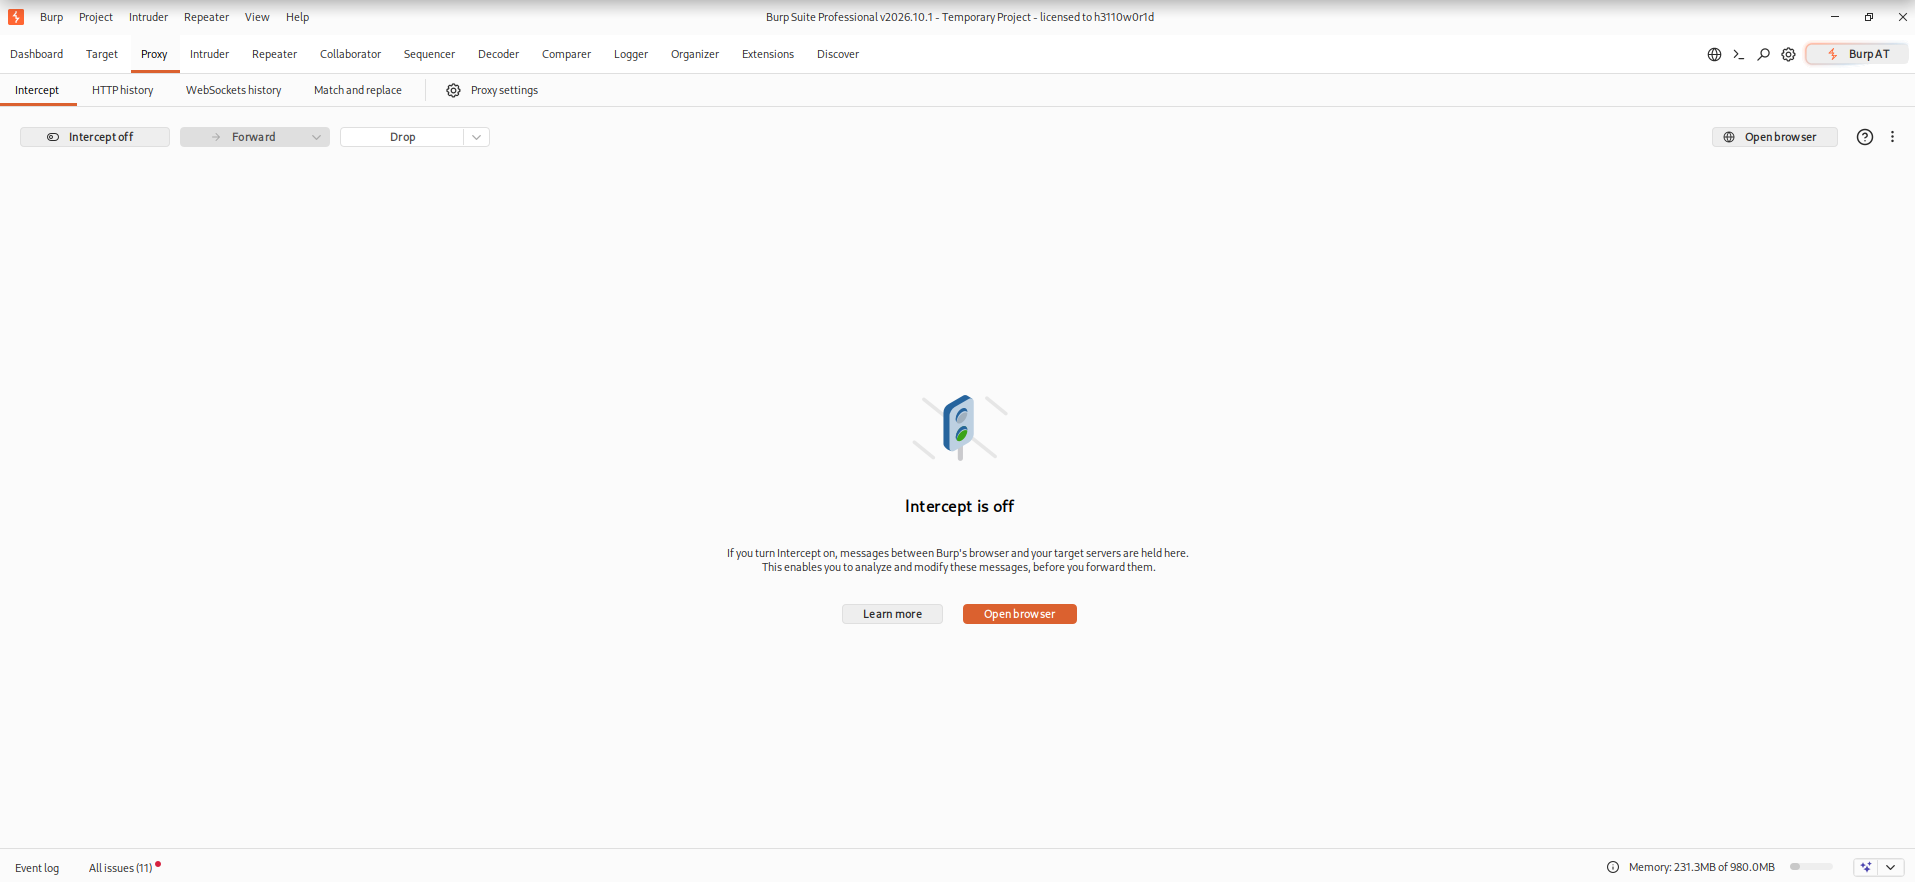 Burp Project Intruder Repeater View Help Burp Suite Professional v2026.10.1 - Temporary Project - licensed to h3110w0r1d
Dashboard Target Proxy Intruder Repeater Collaborator Sequencer Decoder Comparer Logger Organizer Extensions Discover Burp AT
Intercept HTTP history WebSockets history Match and replace Proxy settings
Intercept off Forward Drop Open browser
Intercept is off
If you turn Intercept on, messages between Burp's browser and your target servers are held here.
This enables you to analyze and modify these messages, before you forward them.
Learn more Open browser
Event log All issues (11) Memory: 231.3MB of 980.0MB